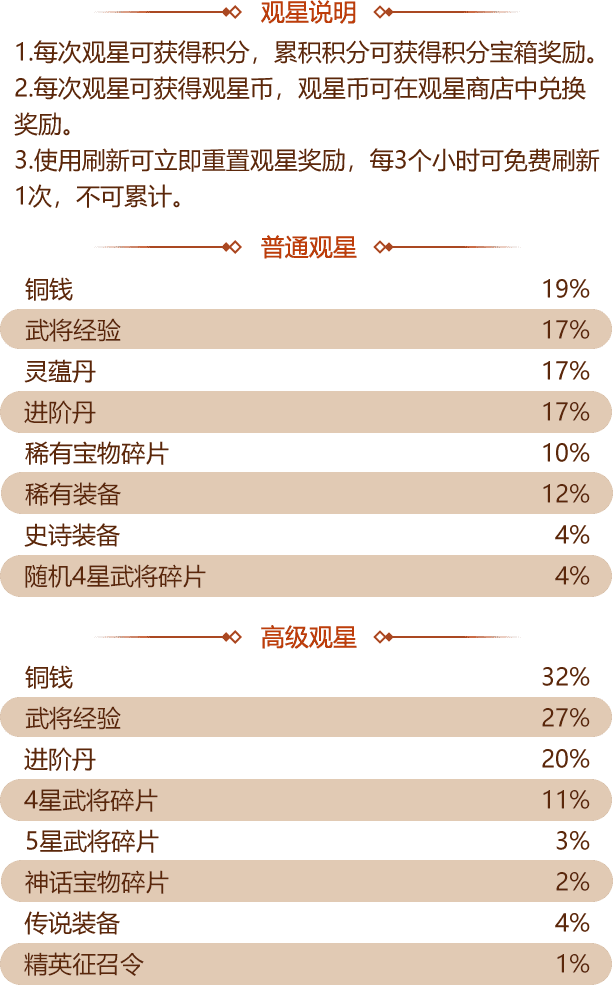 观星说明
1.每次观星可获得积分，累积积分可获得积分宝箱奖励。
2.每次观星可获得观星币，观星币可在观星商店中兑换
奖励。
3.使用刷新可立即重置观星奖励，每3个小时可免费刷新
1次，不可累计。
普通观星
铜钱 19%
武将经验 17%
灵蕴丹 17%
进阶丹 17%
稀有宝物碎片 10%
稀有装备 12%
史诗装备 4%
随机4星武将碎片 4%
高级观星
铜钱 32%
武将经验 27%
进阶丹 20%
4星武将碎片 11%
5星武将碎片 3%
神话宝物碎片 2%
传说装备 4%
精英征召令 1%